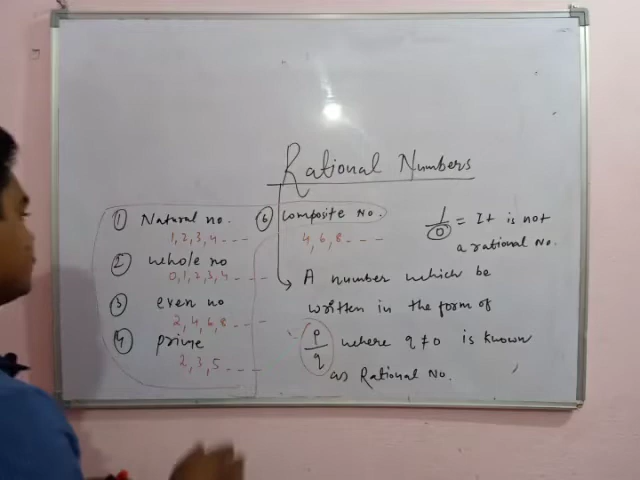 Rational Numbers
① Natural no.
1, 2, 3, 4 - - -
② whole no
0, 1, 2, 3, 4 - - - -
③ even no
2, 4, 6, 8 - - - -
④ prime
2, 3, 5 - - - -
⑥ Composite No.
4, 6, 8 - - -
1/0 = It is not
a rational No.
A number which be
written in the form of
p/q where q ≠ 0 is known
as Rational No.